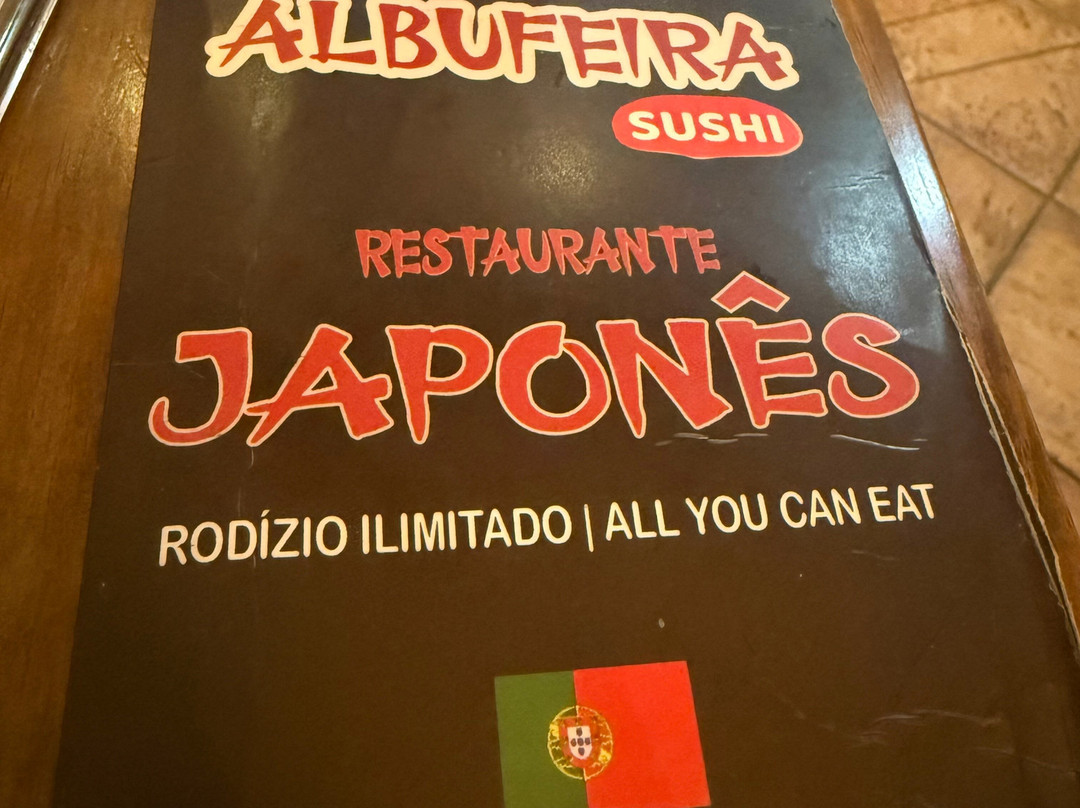 ALBUFEIRA
SUSHI
RESTAURANTE
JAPONÊS
RODÍZIO ILIMITADO | ALL YOU CAN EAT